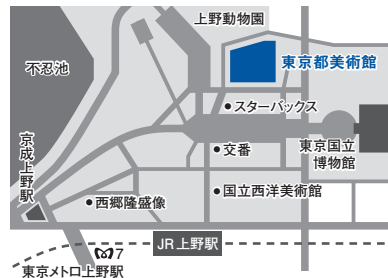 上野動物園
東京都美術館
不忍池
スターバックス
交番
東京国立
博物館
京成上野駅
国立西洋美術館
西郷隆盛像
JR上野駅
7
東京メトロ上野駅